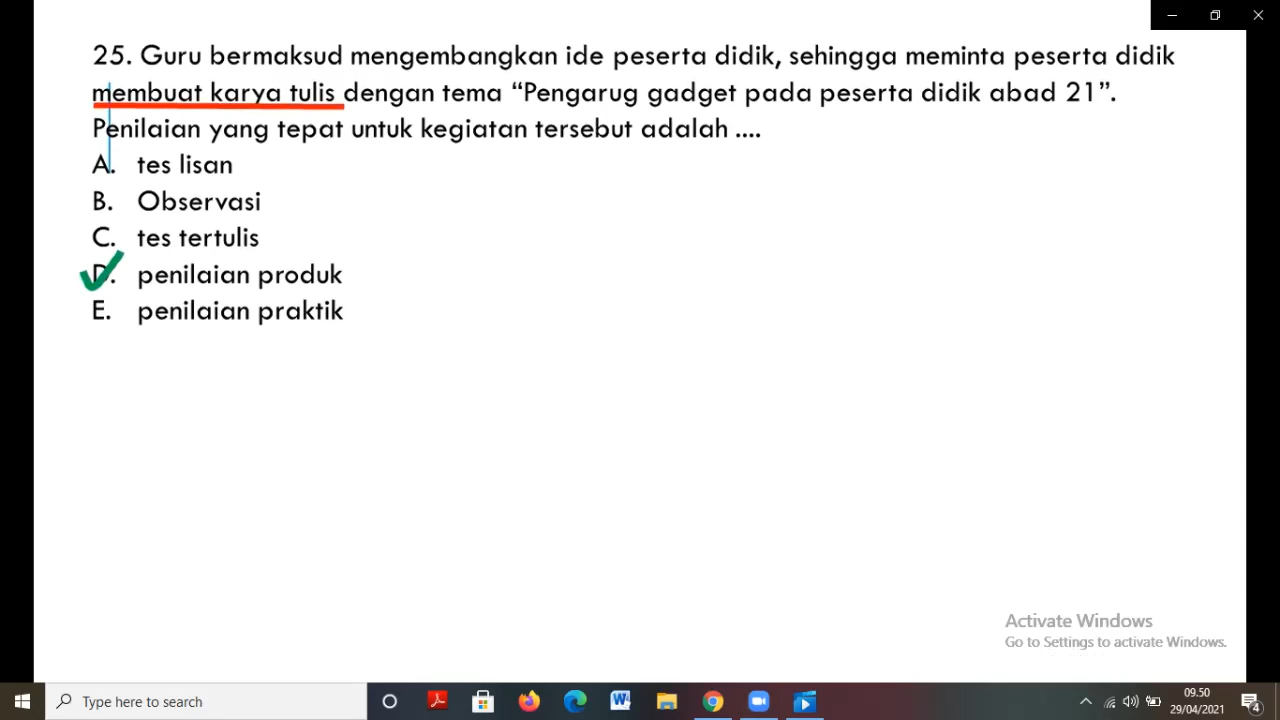 25. Guru bermaksud mengembangkan ide peserta didik, sehingga meminta peserta didik
membuat karya tulis dengan tema “Pengarug gadget pada peserta didik abad 21”.
Penilaian yang tepat untuk kegiatan tersebut adalah ....
A. tes lisan
B. Observasi
C. tes tertulis
D. penilaian produk
E. penilaian praktik
Activate Windows
Go to Settings to activate Windows.
Type here to search
09.50
29/04/2021
4